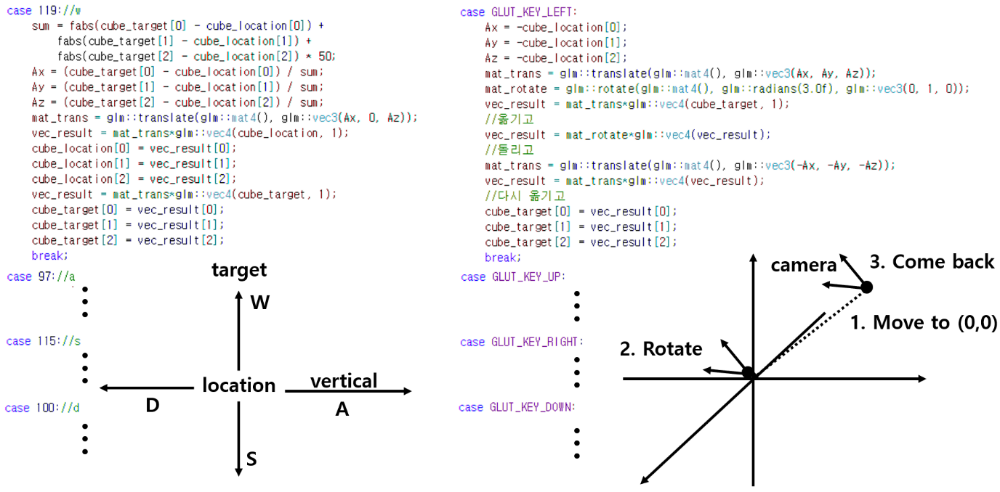 case 119://w
sum = fabs(cube_target[0] - cube_location[0]) +
fabs(cube_target[1] - cube_location[1]) +
fabs(cube_target[2] - cube_location[2]) * 50;
Ax = (cube_target[0] - cube_location[0]) / sum;
Ay = (cube_target[1] - cube_location[1]) / sum;
Az = (cube_target[2] - cube_location[2]) / sum;
mat_trans = glm::translate(glm::mat4(), glm::vec3(Ax, 0, Az));
vec_result = mat_trans*glm::vec4(cube_location, 1);
cube_location[0] = vec_result[0];
cube_location[1] = vec_result[1];
cube_location[2] = vec_result[2];
vec_result = mat_trans*glm::vec4(cube_target, 1);
cube_target[0] = vec_result[0];
cube_target[1] = vec_result[1];
cube_target[2] = vec_result[2];
break;
case 97://a
case 115://s
case 100://d
target
W
location
vertical
D
A
S
case GLUT_KEY_LEFT:
Ax = -cube_location[0];
Ay = -cube_location[1];
Az = -cube_location[2];
mat_trans = glm::translate(glm::mat4(), glm::vec3(Ax, Ay, Az));
mat_rotate = glm::rotate(glm::mat4(), glm::radians(3.0f), glm::vec3(0, 1, 0));
vec_result = mat_trans*glm::vec4(cube_target, 1);
//옮기고
vec_result = mat_rotate*glm::vec4(vec_result);
//돌리고
mat_trans = glm::translate(glm::mat4(), glm::vec3(-Ax, -Ay, -Az));
vec_result = mat_trans*glm::vec4(vec_result);
//다시 옮기고
cube_target[0] = vec_result[0];
cube_target[1] = vec_result[1];
cube_target[2] = vec_result[2];
break;
case GLUT_KEY_UP:
case GLUT_KEY_RIGHT:
case GLUT_KEY_DOWN:
camera
3. Come back
1. Move to (0,0)
2. Rotate